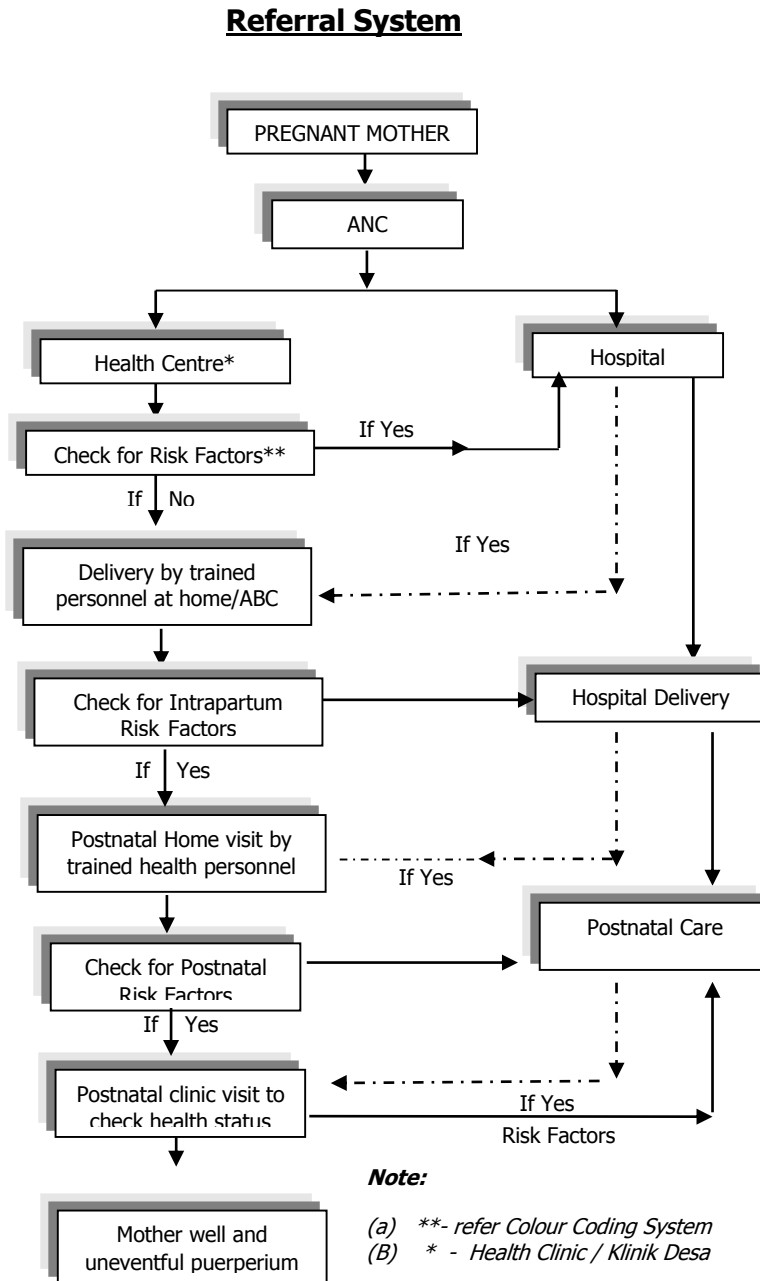 Referral System
PREGNANT MOTHER
ANC
Health Centre*
Hospital
If Yes
Check for Risk Factors**
If No
If Yes
Delivery by trained
personnel at home/ABC
Check for Intrapartum
Risk Factors
Hospital Delivery
If Yes
Postnatal Home visit by
trained health personnel
If Yes
Postnatal Care
Check for Postnatal
Risk Factors
If Yes
Postnatal clinic visit to
check health status
If Yes
Risk Factors
Mother well and
uneventful puerperium
Note:
(a) **- refer Colour Coding System
(B) * - Health Clinic / Klinik Desa